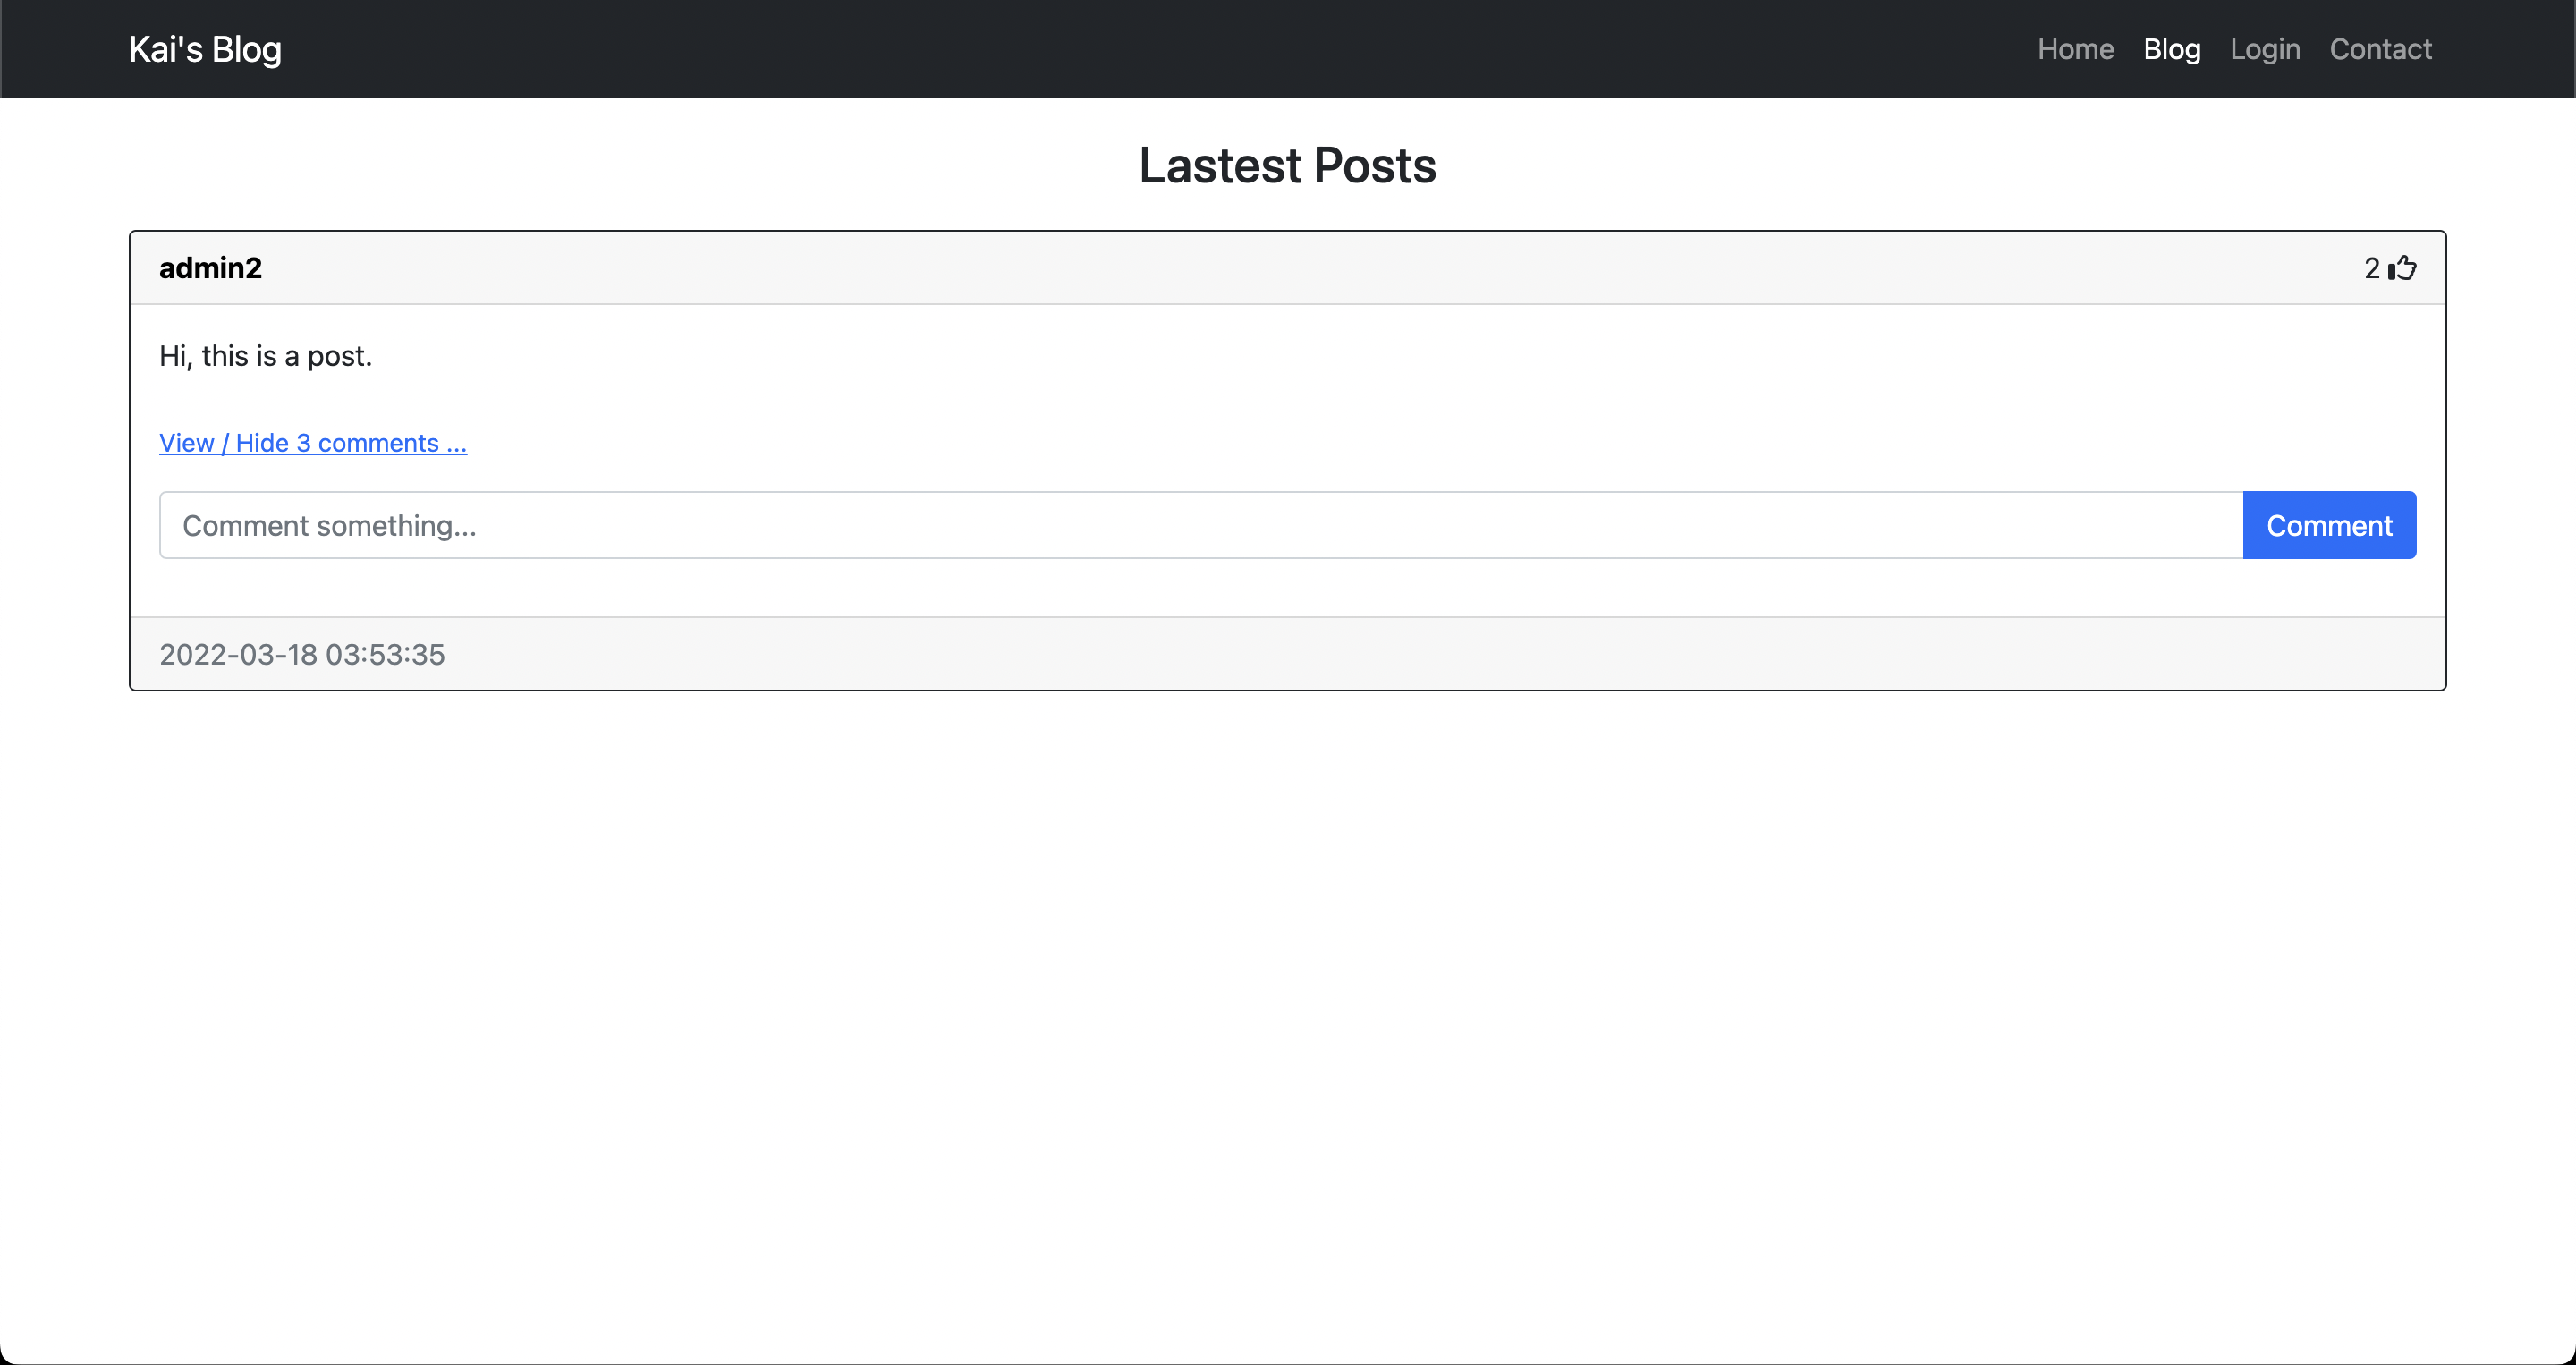 Kai's Blog
Home Blog Login Contact
Lastest Posts
admin2
2
Hi, this is a post.
View / Hide 3 comments ...
Comment something...
Comment
2022-03-18 03:53:35